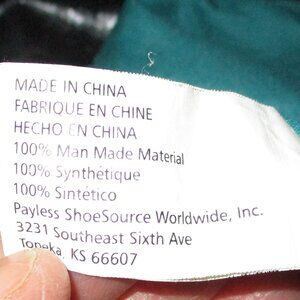 MADE IN CHINA
FABRIQUE EN CHINE
HECHO EN CHINA
100% Man Made Material
100% Synthétique
100% Sintético
Payless ShoeSource Worldwide, Inc.
3231 Southeast Sixth Ave
Topeka, KS 66607